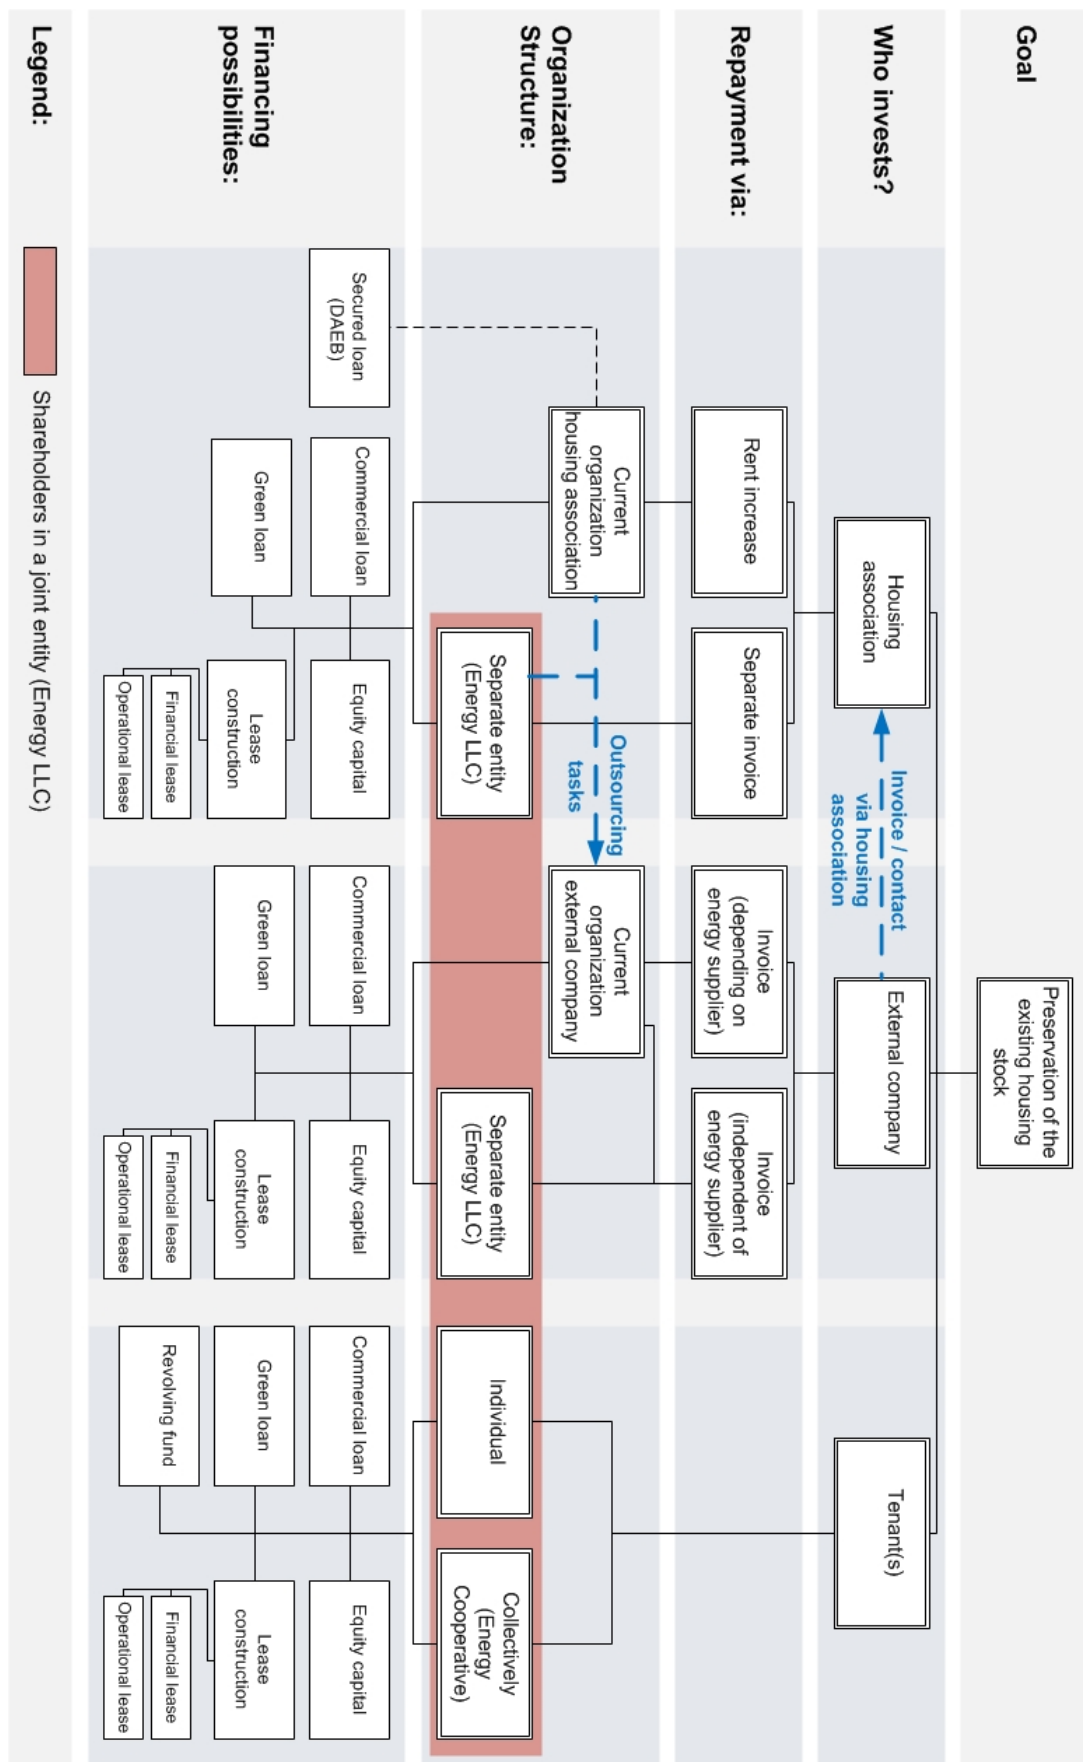 Goal
Preservation of the
existing housing
stock
Who invests?
Housing
association
Invoice / contact
via housing
association
External company
Tenant(s)
Repayment via:
Rent increase
Separate invoice
Invoice
(depending on
energy supplier)
Invoice
(independent of
energy supplier)
Organization
Structure:
Current
organization
housing association
Outsourcing
tasks
Current
organization
external company
Separate entity
(Energy LLC)
Separate entity
(Energy LLC)
Individual
Collectively
(Energy
Cooperative)
Financing
possibilities:
Secured loan
(DAEB)
Commercial loan
Equity capital
Green loan
Lease
construction
Financial lease
Operational lease
Commercial loan
Equity capital
Green loan
Lease
construction
Financial lease
Operational lease
Commercial loan
Equity capital
Green loan
Lease
construction
Revolving fund
Financial lease
Operational lease
Legend:
Shareholders in a joint entity (Energy LLC)